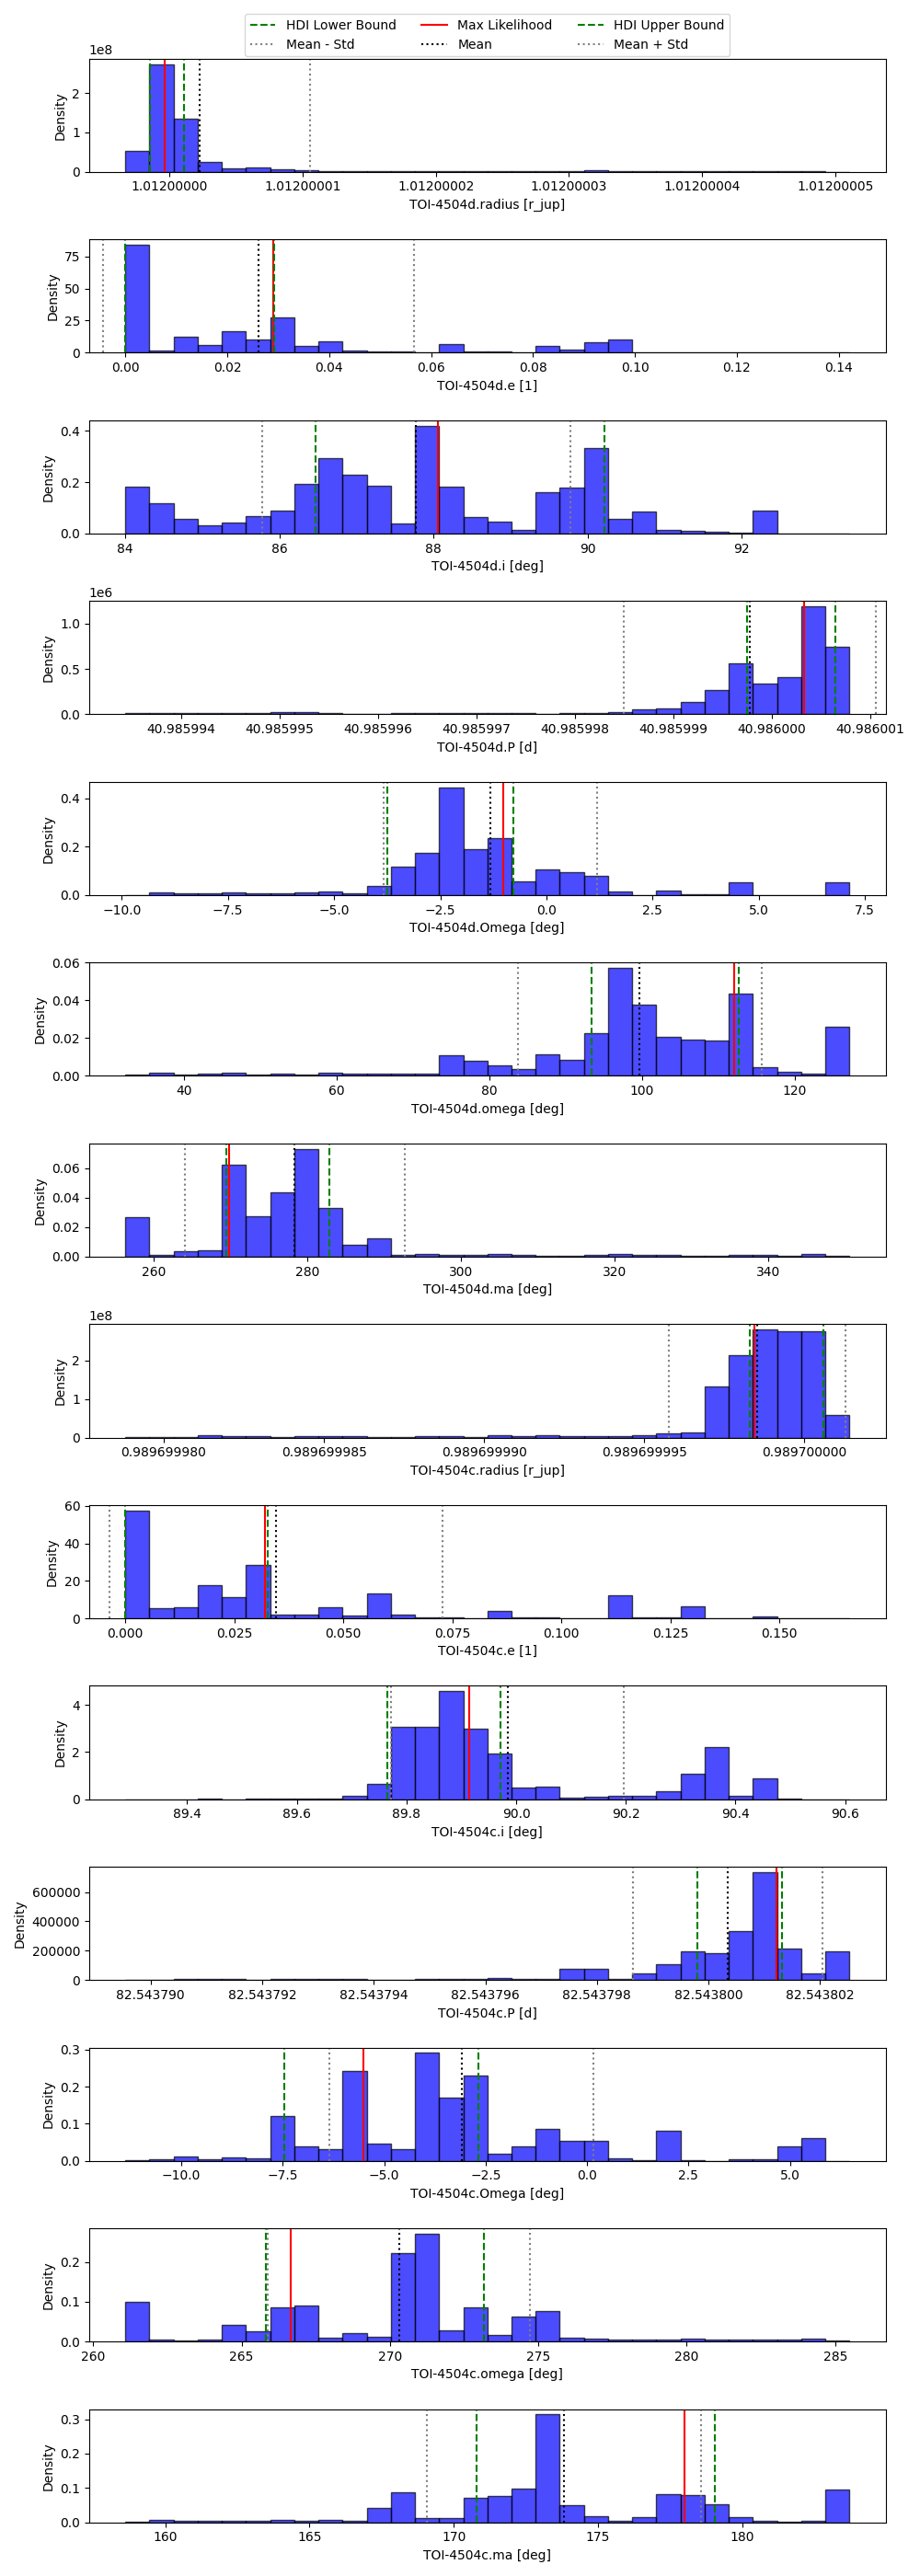 HDI Lower Bound Max Likelihood HDI Upper Bound
Mean - Std Mean Mean + Std
1e8
Density
2
1
0
1.01200000 1.01200001 1.01200002 1.01200003 1.01200004 1.01200005
TOI-4504d.radius [r_jup]
Density
75
50
25
0
0.00 0.02 0.04 0.06 0.08 0.10 0.12 0.14
TOI-4504d.e [1]
Density
0.4
0.2
0.0
84 86 88 90 92
TOI-4504d.i [deg]
1e6
Density
1.0
0.5
0.0
40.985994 40.985995 40.985996 40.985997 40.985998 40.985999 40.986000 40.986001
TOI-4504d.P [d]
Density
0.4
0.2
0.0
−10.0 −7.5 −5.0 −2.5 0.0 2.5 5.0 7.5
TOI-4504d.Omega [deg]
Density
0.06
0.04
0.02
0.00
40 60 80 100 120
TOI-4504d.omega [deg]
Density
0.06
0.04
0.02
0.00
260 280 300 320 340
TOI-4504d.ma [deg]
1e8
Density
2
1
0
0.989699980 0.989699985 0.989699990 0.989699995 0.989700000
TOI-4504c.radius [r_jup]
Density
60
40
20
0
0.000 0.025 0.050 0.075 0.100 0.125 0.150
TOI-4504c.e [1]
Density
4
2
0
89.4 89.6 89.8 90.0 90.2 90.4 90.6
TOI-4504c.i [deg]
Density
600000
400000
200000
0
82.543790 82.543792 82.543794 82.543796 82.543798 82.543800 82.543802
TOI-4504c.P [d]
Density
0.3
0.2
0.1
0.0
−10.0 −7.5 −5.0 −2.5 0.0 2.5 5.0
TOI-4504c.Omega [deg]
Density
0.2
0.1
0.0
260 265 270 275 280 285
TOI-4504c.omega [deg]
Density
0.3
0.2
0.1
0.0
160 165 170 175 180
TOI-4504c.ma [deg]